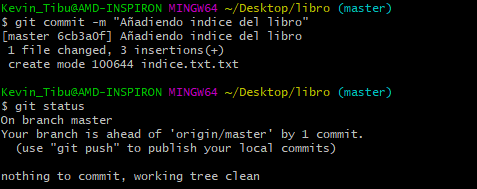 Kevin_Tibu@AMD-INSPIRON MINGW64 ~/Desktop/libro (master)
$ git commit -m "Añadiendo indice del libro"
[master 6cb3a0f] Añadiendo indice del libro
 1 file changed, 3 insertions(+)
 create mode 100644 indice.txt.txt

Kevin_Tibu@AMD-INSPIRON MINGW64 ~/Desktop/libro (master)
$ git status
On branch master
Your branch is ahead of 'origin/master' by 1 commit.
  (use "git push" to publish your local commits)

nothing to commit, working tree clean